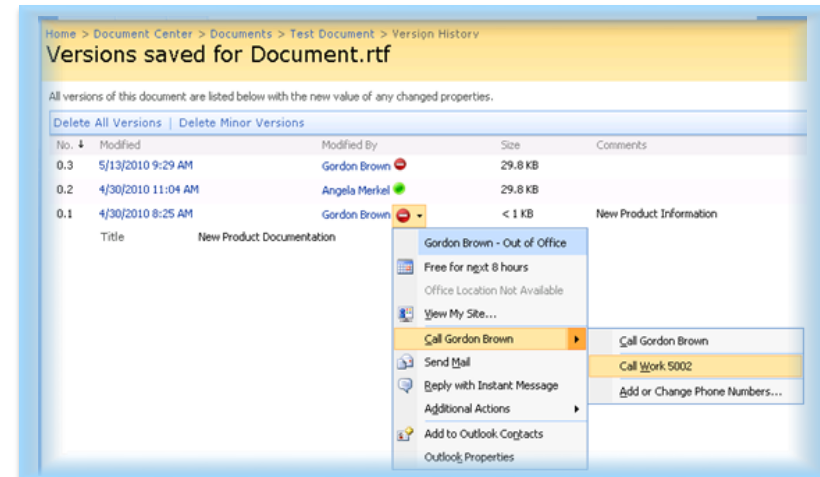 Home > Document Center > Documents > Test Document > Version History
Versions saved for Document.rtf
All versions of this document are listed below with the new value of any changed properties.
Delete All Versions | Delete Minor Versions
No. Modified Modified By Size Comments
0.3 5/13/2010 9:29 AM Gordon Brown 29.8 KB
0.2 4/30/2010 11:04 AM Angela Merkel 29.8 KB
0.1 4/30/2010 8:25 AM Gordon Brown < 1 KB New Product Information
Title New Product Documentation
Gordon Brown - Out of Office
Free for next 8 hours
Office Location Not Available
View My Site...
Call Gordon Brown
Call Gordon Brown
Call Work 5002
Add or Change Phone Numbers...
Send Mail
Reply with Instant Message
Additional Actions
Add to Outlook Contacts
Outlook Properties